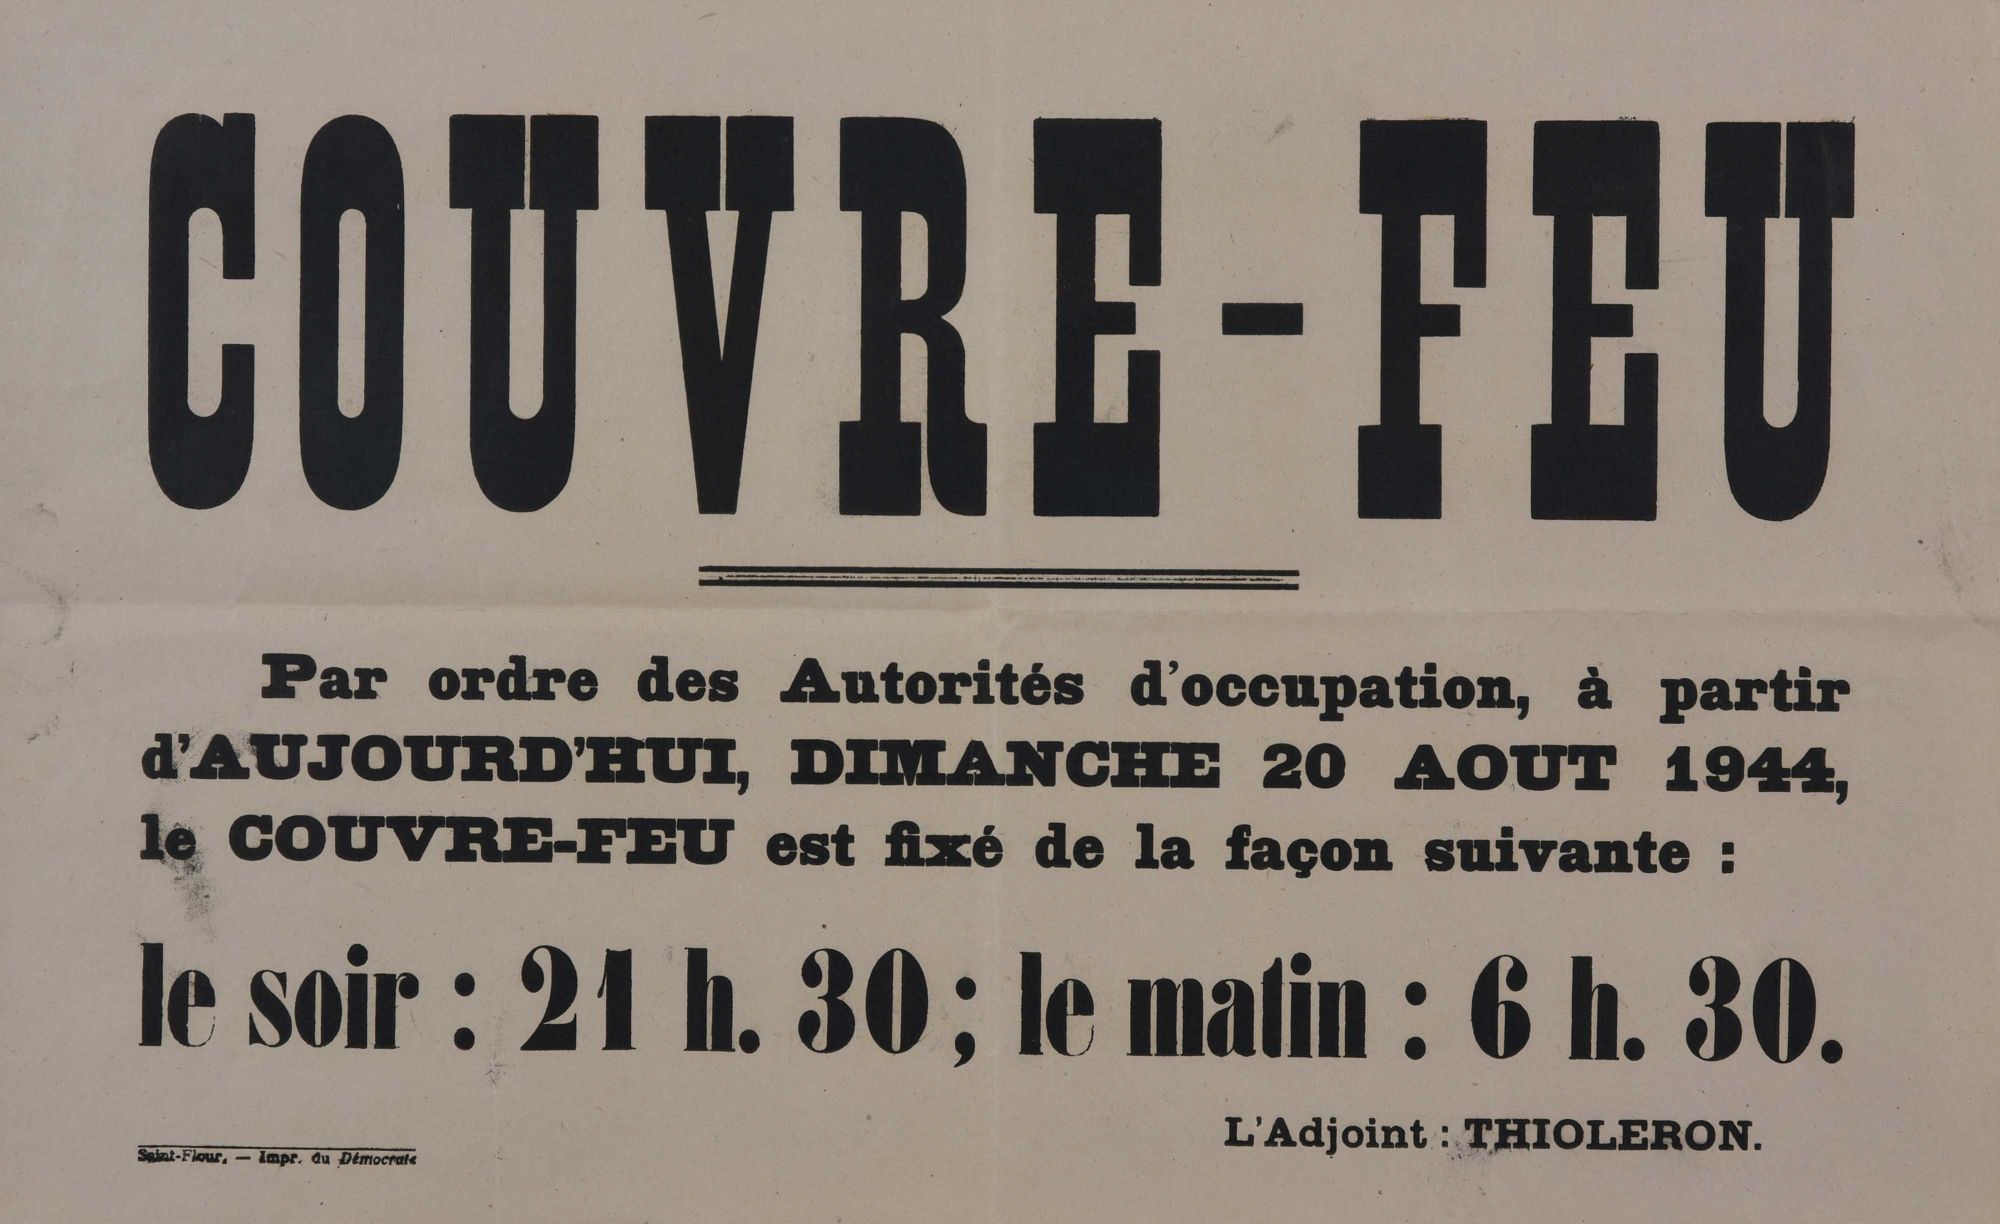 COUVRE-FEU
Par ordre des Autorités d'occupation, à partir
d'AUJOURD'HUI, DIMANCHE 20 AOUT 1944,
le COUVRE-FEU est fixé de la façon suivante :
le soir : 21 h. 30 ; le matin : 6 h. 30.
L'Adjoint : THIOLERON.
Saint-Flour. — Impr. du Démocrate